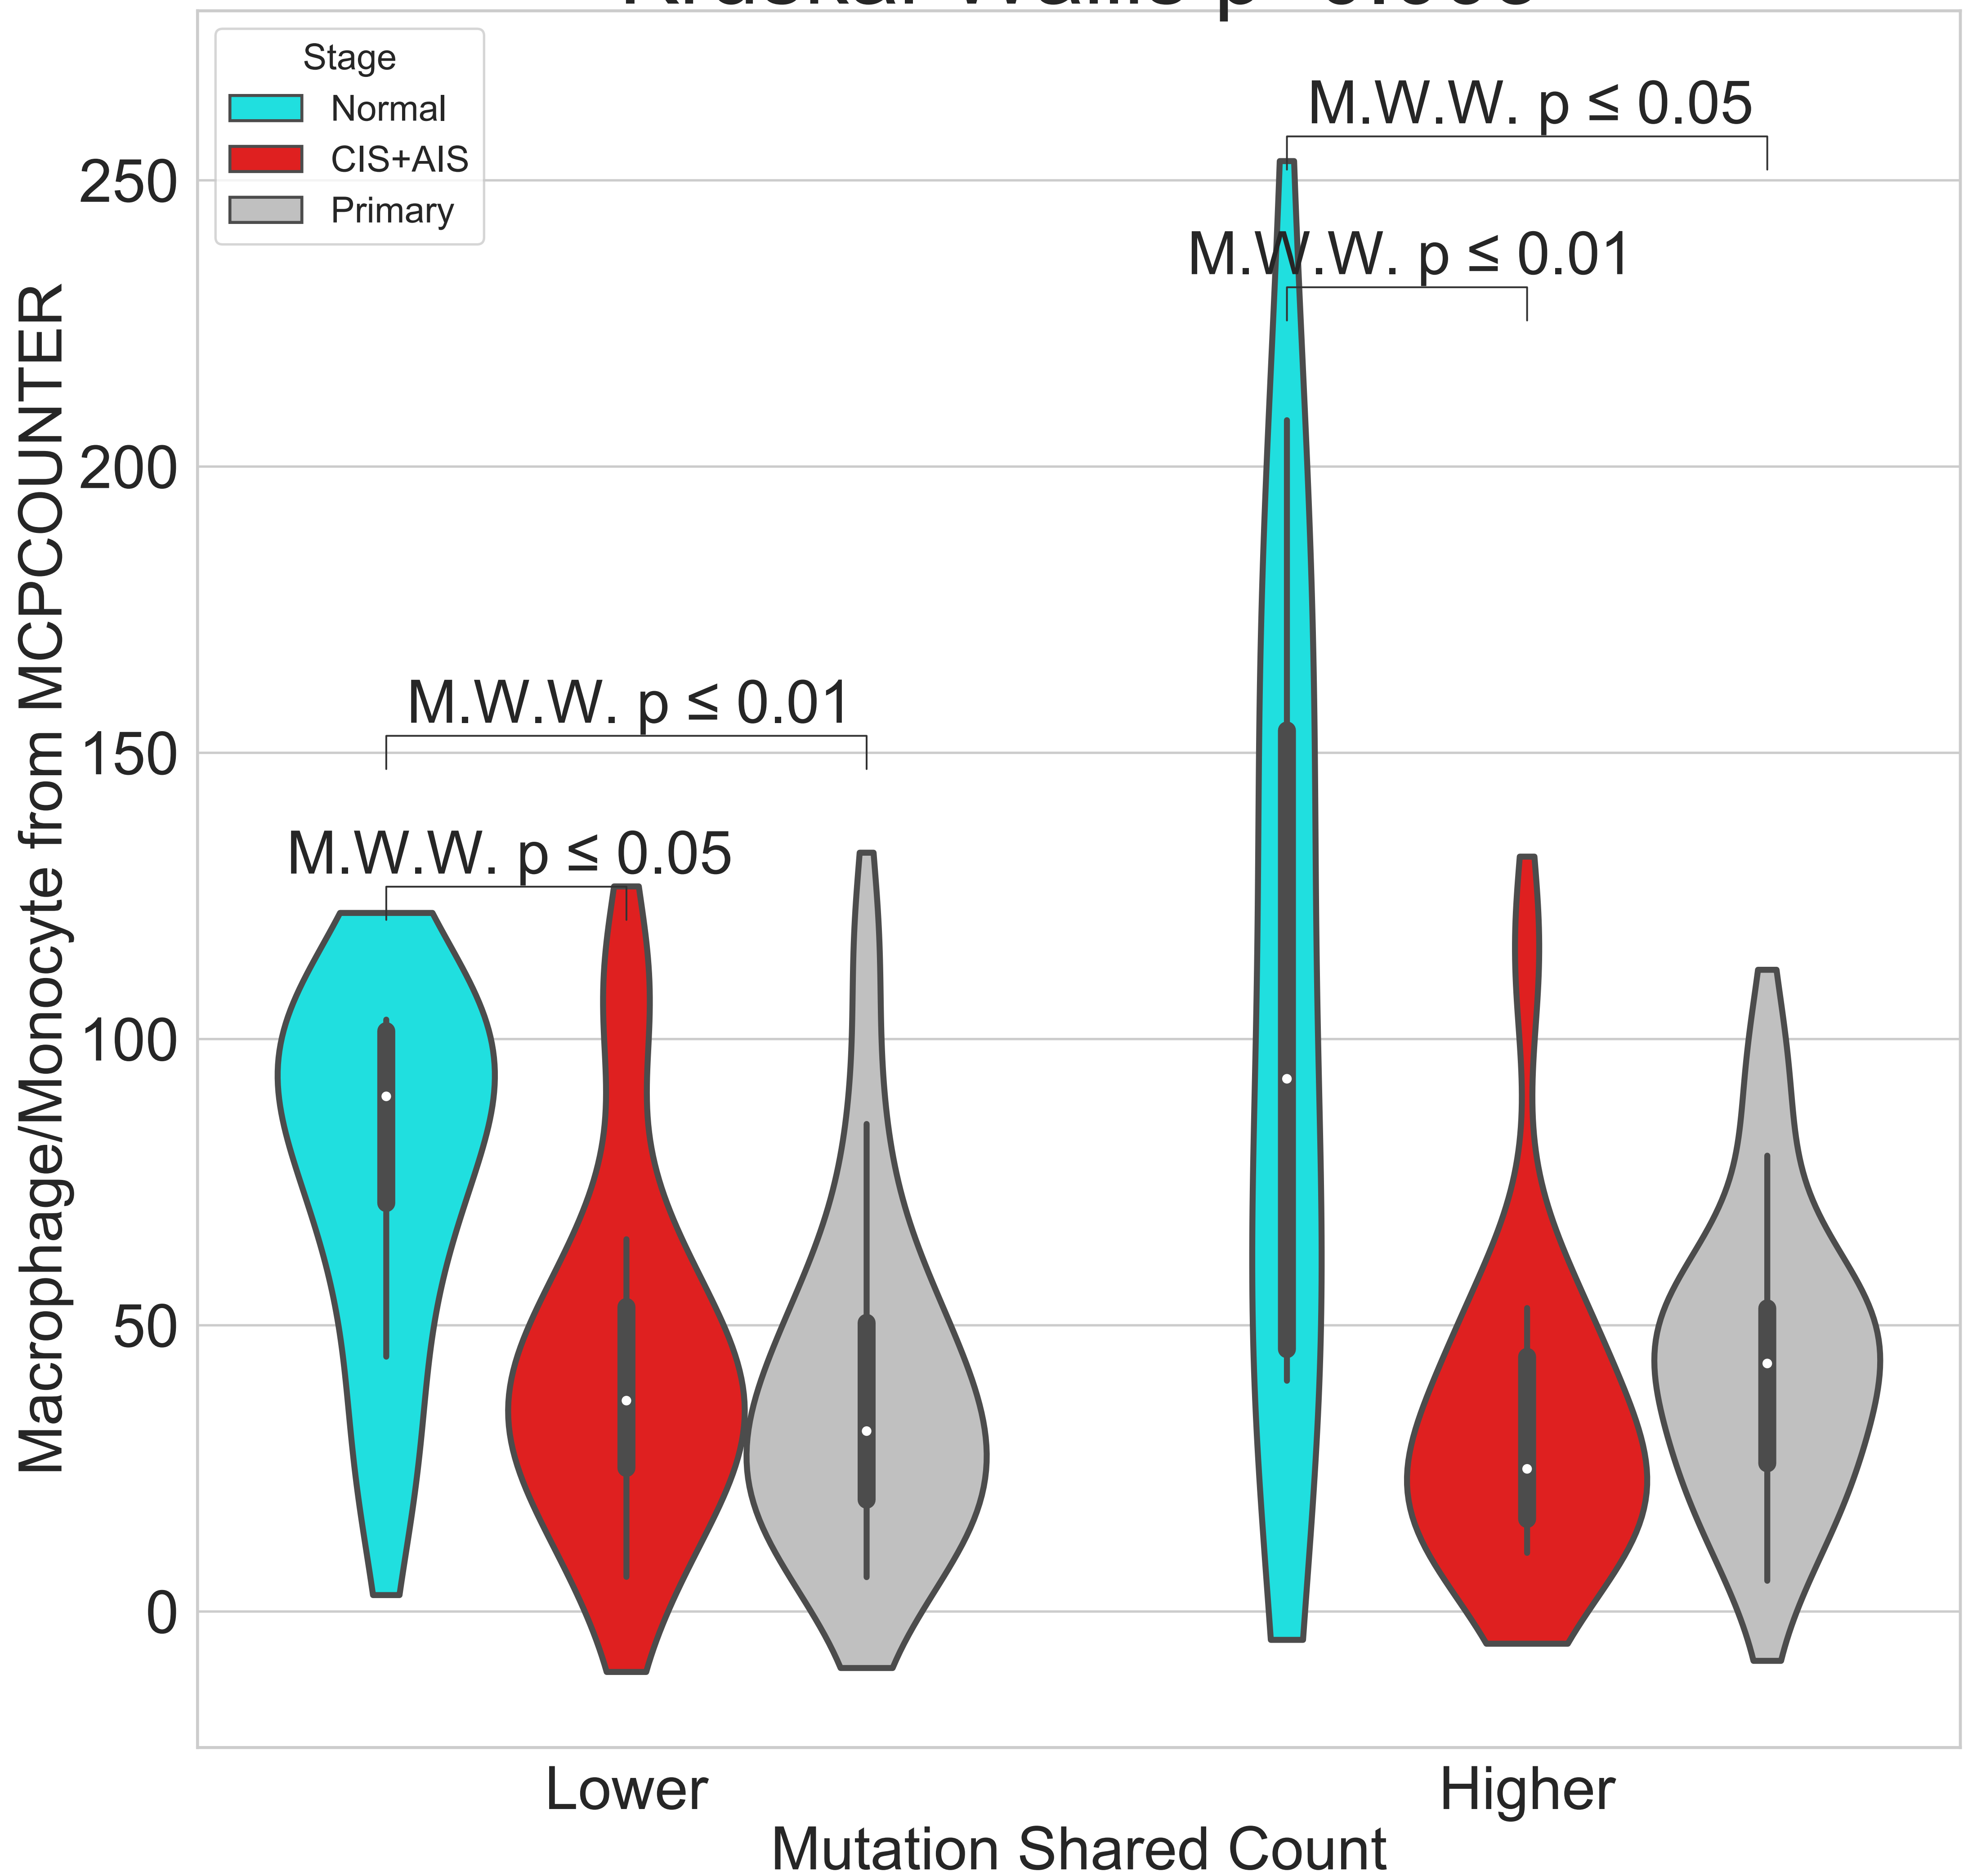 Stage
Normal
CIS+AIS
Primary
M.W.W. p ≤ 0.05
M.W.W. p ≤ 0.01
M.W.W. p ≤ 0.01
M.W.W. p ≤ 0.05
Macrophage/Monocyte from MCPCOUNTER
250
200
150
100
50
0
Lower
Higher
Mutation Shared Count